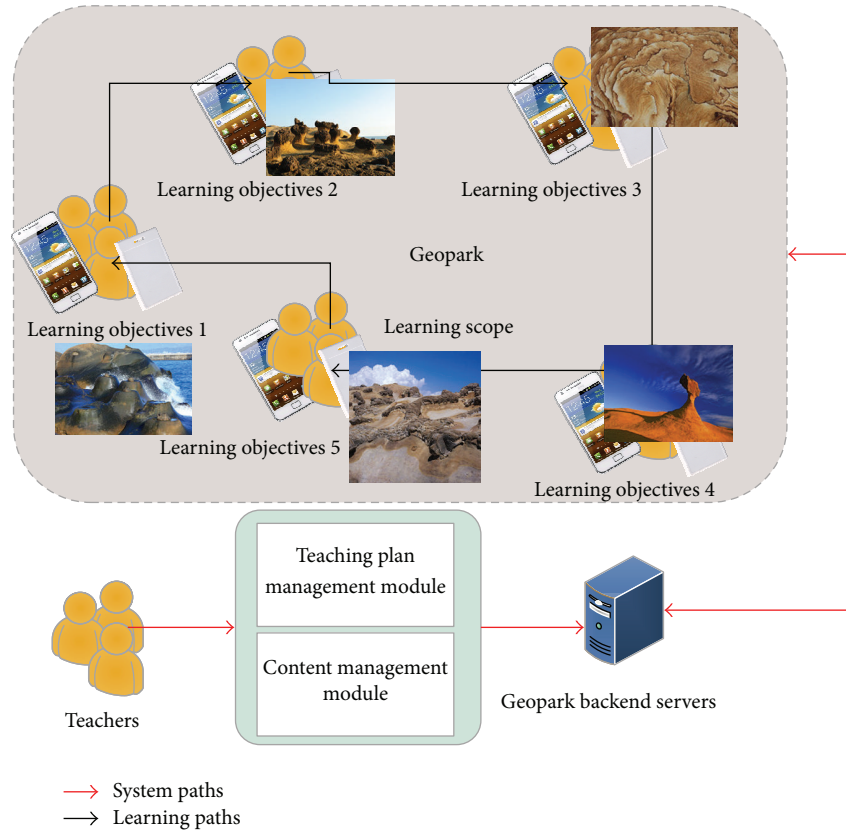 Learning objectives 2
Learning objectives 3
Geopark
Learning objectives 1
Learning scope
Learning objectives 5
Learning objectives 4
Teaching plan
management module
Content management
module
Teachers
Geopark backend servers
System paths
Learning paths